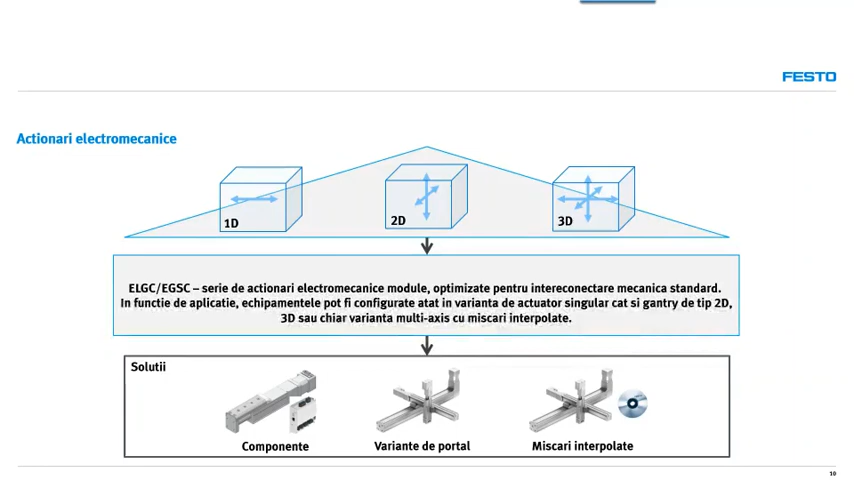 FESTO
Actionari electromecanice
1D
2D
3D
ELGC/EGSC – serie de actionari electromecanice module, optimizate pentru intereconectare mecanica standard.
In functie de aplicatie, echipamentele pot fi configurate atat in varianta de actuator singular cat si gantry de tip 2D,
3D sau chiar varianta multi-axis cu miscari interpolate.
Solutii
Componente
Variante de portal
Miscari interpolate
10